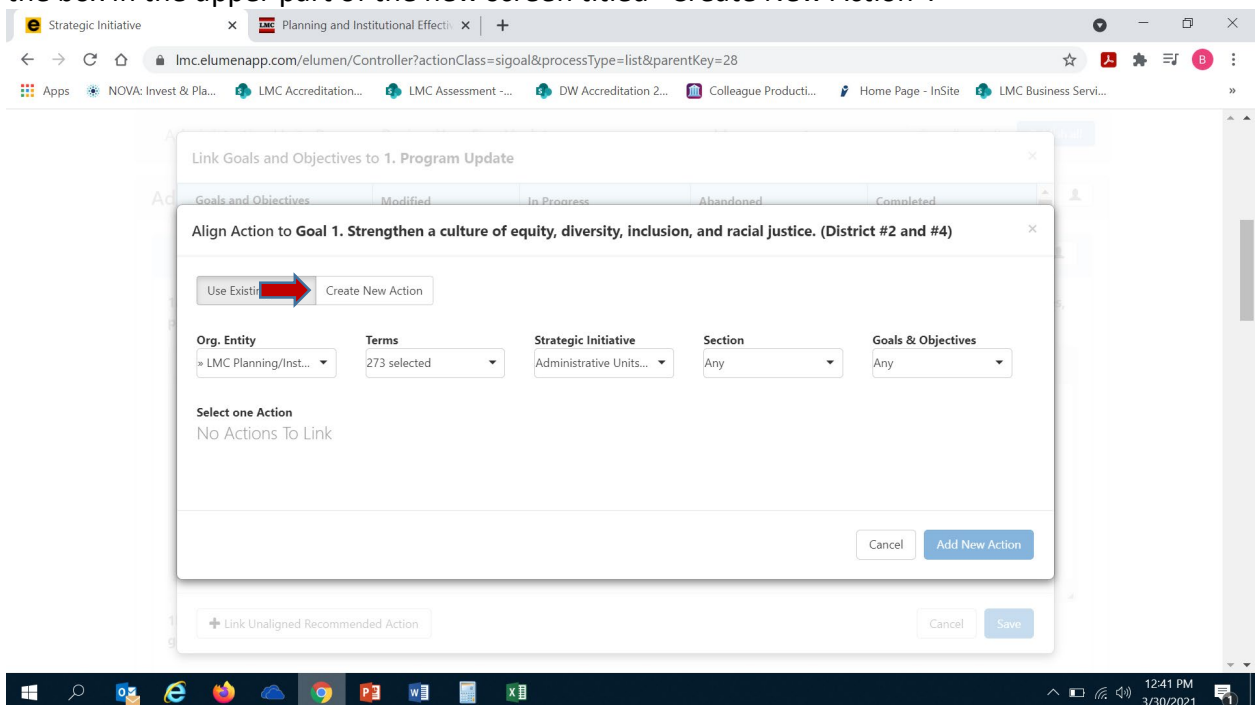 the box in the upper part of the new screen titled "Create New Action".
Strategic Initiative
LMC Planning and Institutional Effectiv
lmc.elumenapp.com/elumen/Controller?actionClass=sigoal&processType=list&parentKey=28
B
Apps NOVA: Invest & Pla... LMC Accreditation... LMC Assessment -... DW Accreditation 2... Colleague Producti... Home Page - InSite LMC Business Servi... »
Link Goals and Objectives to 1. Program Update
Goals and Objectives Modified In Progress Abandoned Completed
Align Action to Goal 1. Strengthen a culture of equity, diversity, inclusion, and racial justice. (District #2 and #4)
Use Existin Create New Action
Org. Entity Terms Strategic Initiative Section Goals & Objectives
» LMC Planning/Inst... 273 selected Administrative Units... Any Any
Select one Action
No Actions To Link
Cancel Add New Action
+ Link Unaligned Recommended Action Cancel Save
12:41 PM
3/30/2021